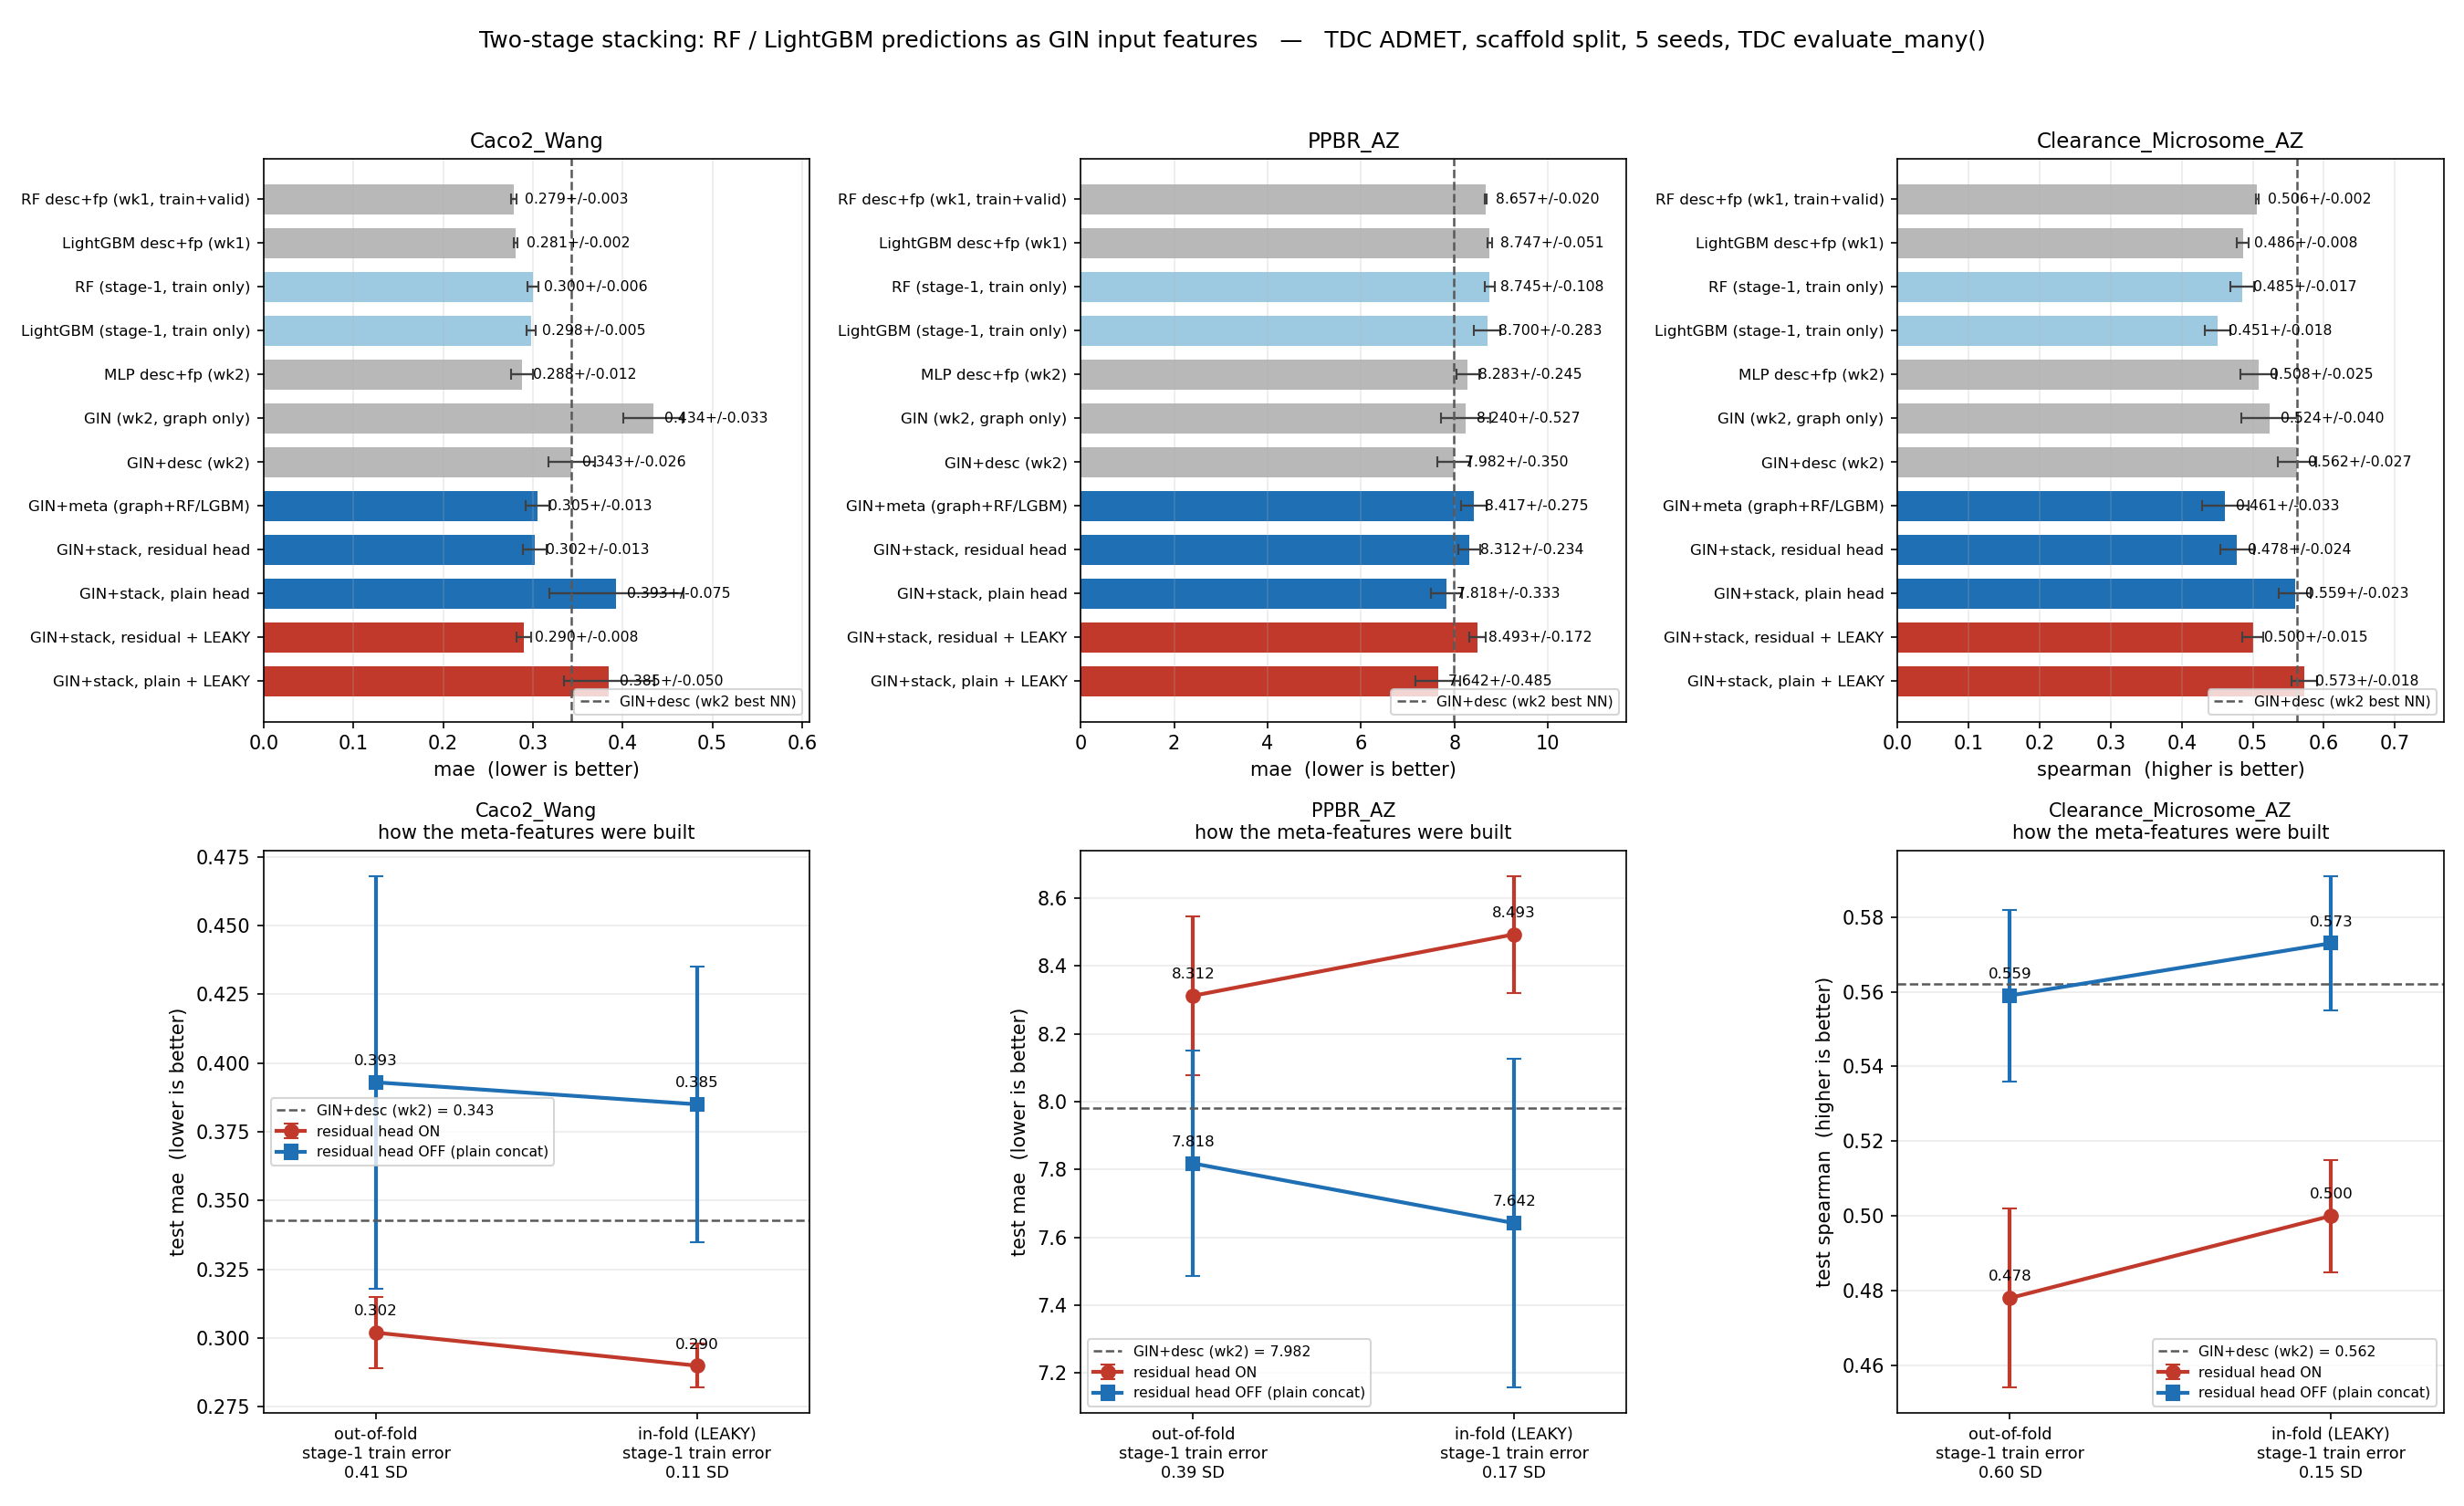 Two-stage stacking: RF / LightGBM predictions as GIN input features — TDC ADMET, scaffold split, 5 seeds, TDC evaluate_many()
Caco2_Wang
RF desc+fp (wk1, train+valid)
0.279+/-0.003
LightGBM desc+fp (wk1)
0.281+/-0.002
RF (stage-1, train only)
0.300+/-0.006
LightGBM (stage-1, train only)
0.298+/-0.005
MLP desc+fp (wk2)
0.288+/-0.012
GIN (wk2, graph only)
0.434+/-0.033
GIN+desc (wk2)
0.343+/-0.026
GIN+meta (graph+RF/LGBM)
0.305+/-0.013
GIN+stack, residual head
0.302+/-0.013
GIN+stack, plain head
0.393+/-0.075
GIN+stack, residual + LEAKY
0.290+/-0.008
GIN+stack, plain + LEAKY
0.385+/-0.050
GIN+desc (wk2 best NN)
0.0 0.1 0.2 0.3 0.4 0.5 0.6
mae (lower is better)
PPBR_AZ
RF desc+fp (wk1, train+valid)
8.657+/-0.020
LightGBM desc+fp (wk1)
8.747+/-0.051
RF (stage-1, train only)
8.745+/-0.108
LightGBM (stage-1, train only)
8.700+/-0.283
MLP desc+fp (wk2)
8.283+/-0.245
GIN (wk2, graph only)
8.240+/-0.527
GIN+desc (wk2)
7.982+/-0.350
GIN+meta (graph+RF/LGBM)
8.417+/-0.275
GIN+stack, residual head
8.312+/-0.234
GIN+stack, plain head
7.818+/-0.333
GIN+stack, residual + LEAKY
8.493+/-0.172
GIN+stack, plain + LEAKY
7.642+/-0.485
GIN+desc (wk2 best NN)
0 2 4 6 8 10
mae (lower is better)
Clearance_Microsome_AZ
RF desc+fp (wk1, train+valid)
0.506+/-0.002
LightGBM desc+fp (wk1)
0.486+/-0.008
RF (stage-1, train only)
0.485+/-0.017
LightGBM (stage-1, train only)
0.451+/-0.018
MLP desc+fp (wk2)
0.508+/-0.025
GIN (wk2, graph only)
0.524+/-0.040
GIN+desc (wk2)
0.562+/-0.027
GIN+meta (graph+RF/LGBM)
0.461+/-0.033
GIN+stack, residual head
0.478+/-0.024
GIN+stack, plain head
0.559+/-0.023
GIN+stack, residual + LEAKY
0.500+/-0.015
GIN+stack, plain + LEAKY
0.573+/-0.018
GIN+desc (wk2 best NN)
0.0 0.1 0.2 0.3 0.4 0.5 0.6 0.7
spearman (higher is better)
Caco2_Wang
how the meta-features were built
test mae (lower is better)
0.475
0.450
0.425
0.400
0.375
0.350
0.325
0.300
0.275
0.393
0.385
0.302
0.290
GIN+desc (wk2) = 0.343
residual head ON
residual head OFF (plain concat)
out-of-fold
stage-1 train error
0.41 SD
in-fold (LEAKY)
stage-1 train error
0.11 SD
PPBR_AZ
how the meta-features were built
test mae (lower is better)
8.6
8.4
8.2
8.0
7.8
7.6
7.4
7.2
8.312
8.493
7.818
7.642
GIN+desc (wk2) = 7.982
residual head ON
residual head OFF (plain concat)
out-of-fold
stage-1 train error
0.39 SD
in-fold (LEAKY)
stage-1 train error
0.17 SD
Clearance_Microsome_AZ
how the meta-features were built
test spearman (higher is better)
0.58
0.56
0.54
0.52
0.50
0.48
0.46
0.559
0.573
0.478
0.500
GIN+desc (wk2) = 0.562
residual head ON
residual head OFF (plain concat)
out-of-fold
stage-1 train error
0.60 SD
in-fold (LEAKY)
stage-1 train error
0.15 SD